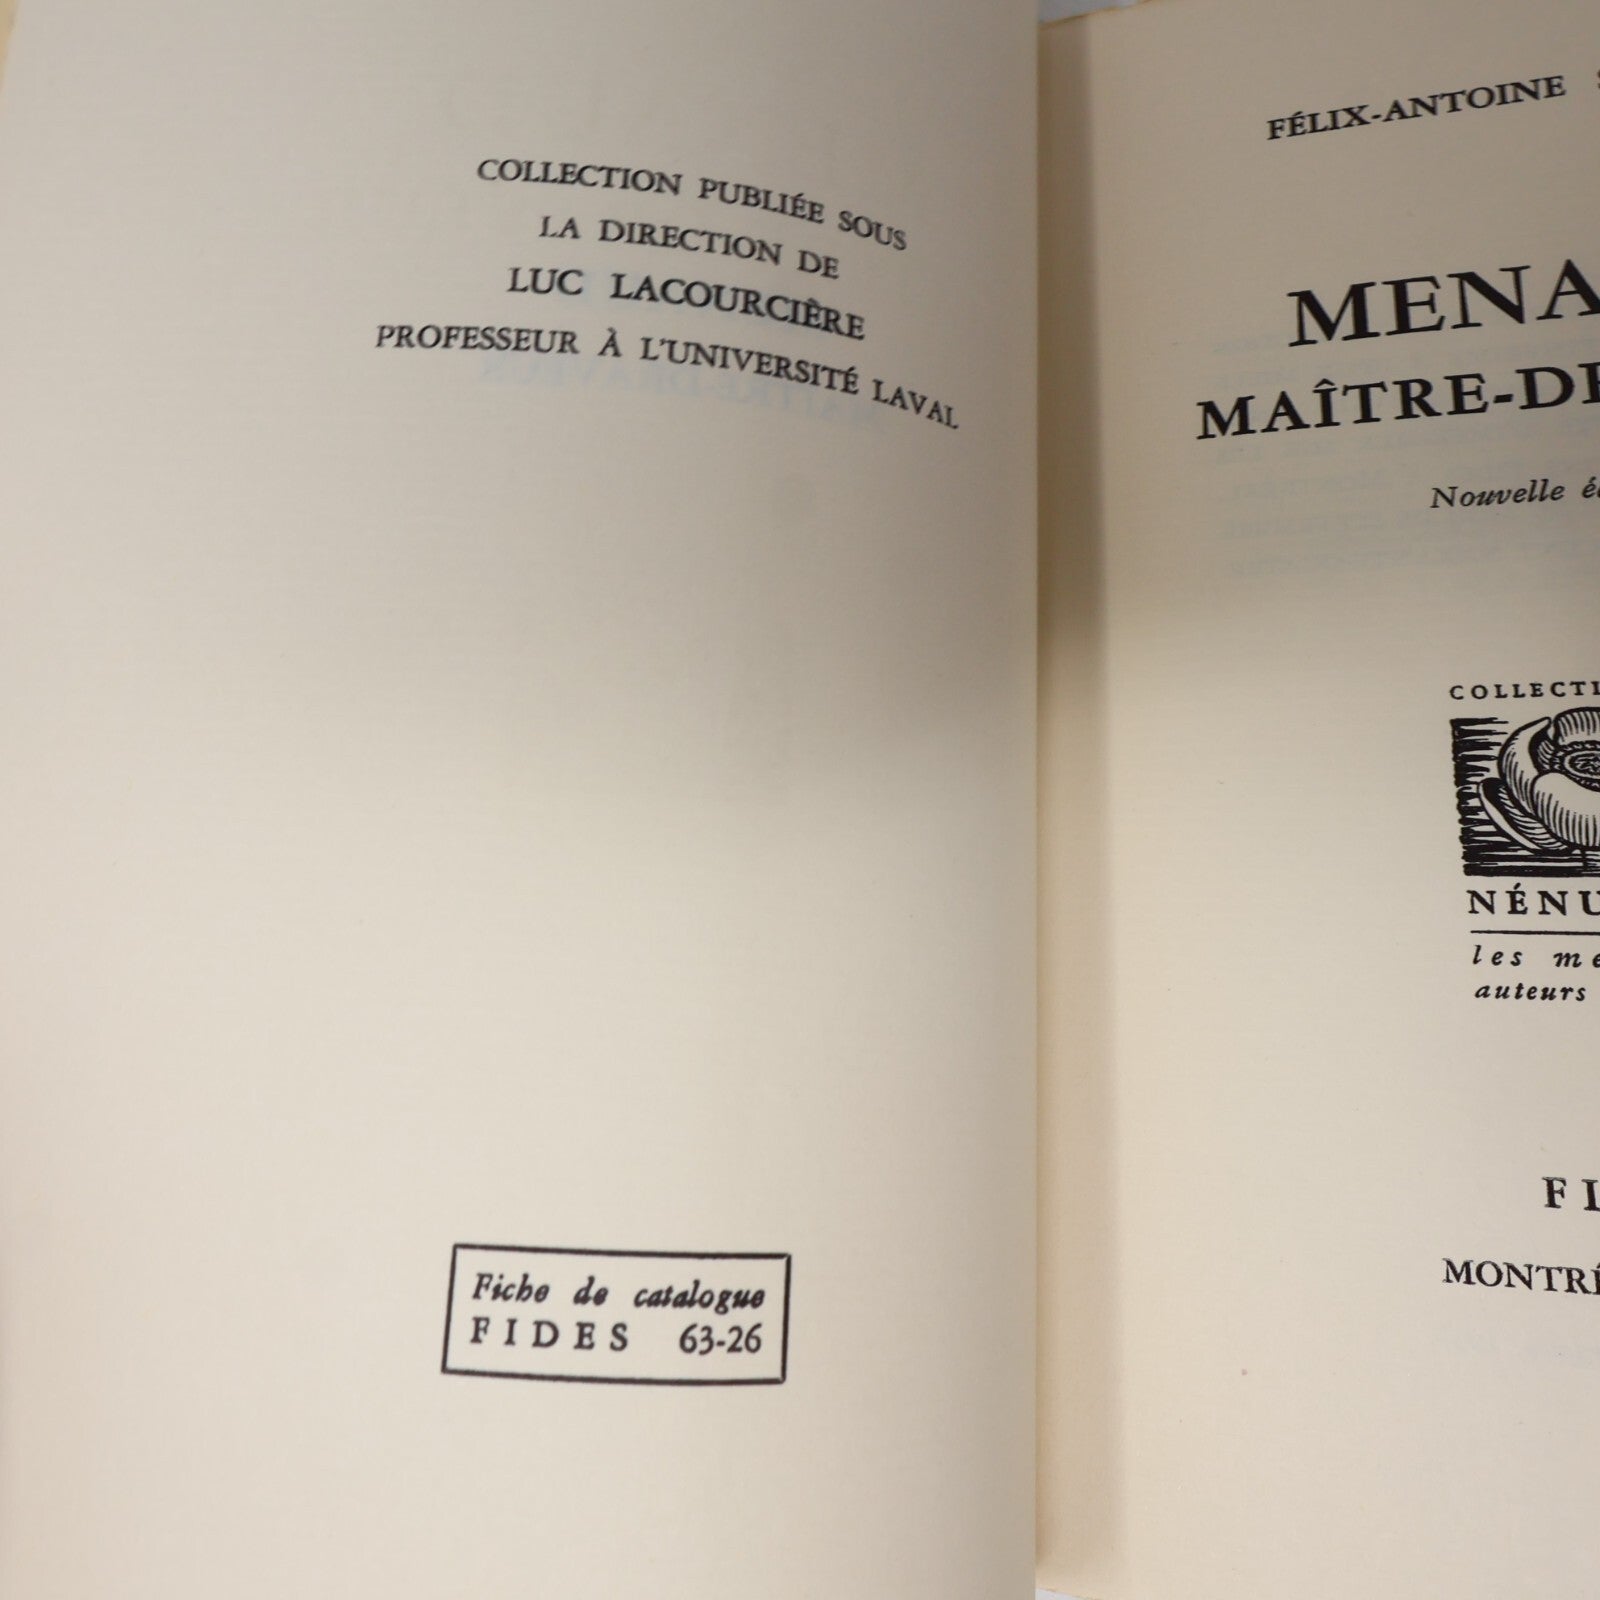 COLLECTION PUBLIÉE SOUS
LA DIRECTION DE
LUC LACOURCIÈRE
PROFESSEUR À L'UNIVERSITÉ LAVAL
Fiche de catalogue
FIDES 63-26
FÉLIX-ANTOINE
MENA
MAÎTRE-DR
Nouvelle é
COLLECTI
NÉNU
les me
auteurs
FI
MONTRÉ